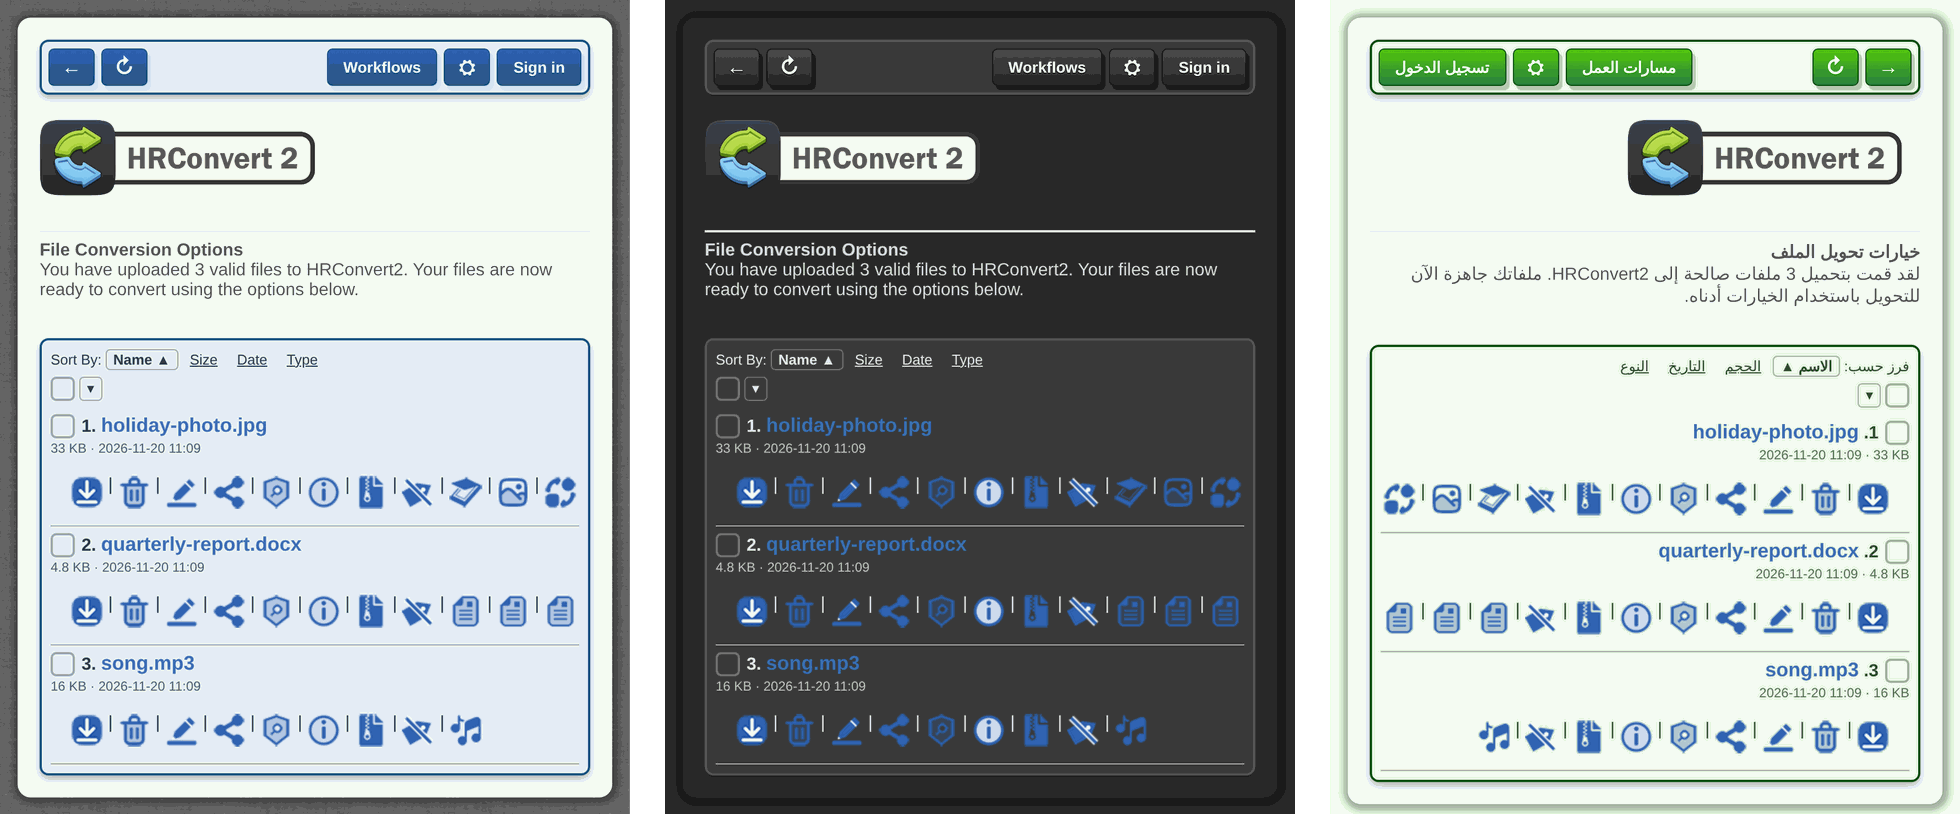 ← Workflows Sign in
HRConvert 2
File Conversion Options
You have uploaded 3 valid files to HRConvert2. Your files are now
ready to convert using the options below.
Sort By: Name ▲ Size Date Type
▼
1. holiday-photo.jpg
33 KB · 2026-11-20 11:09
2. quarterly-report.docx
4.8 KB · 2026-11-20 11:09
3. song.mp3
16 KB · 2026-11-20 11:09
← Workflows Sign in
HRConvert 2
File Conversion Options
You have uploaded 3 valid files to HRConvert2. Your files are now
ready to convert using the options below.
Sort By: Name ▲ Size Date Type
▼
1. holiday-photo.jpg
33 KB · 2026-11-20 11:09
2. quarterly-report.docx
4.8 KB · 2026-11-20 11:09
3. song.mp3
16 KB · 2026-11-20 11:09
→ مسارات العمل تسجيل الدخول
HRConvert 2
خيارات تحويل الملف
لقد قمت بتحميل 3 ملفات صالحة إلى HRConvert2. ملفاتك جاهزة الآن
للتحويل باستخدام الخيارات أدناه.
فرز حسب: الاسم ▲ الحجم التاريخ النوع
▼
1. holiday-photo.jpg
33 KB · 2026-11-20 11:09
2. quarterly-report.docx
4.8 KB · 2026-11-20 11:09
3. song.mp3
16 KB · 2026-11-20 11:09